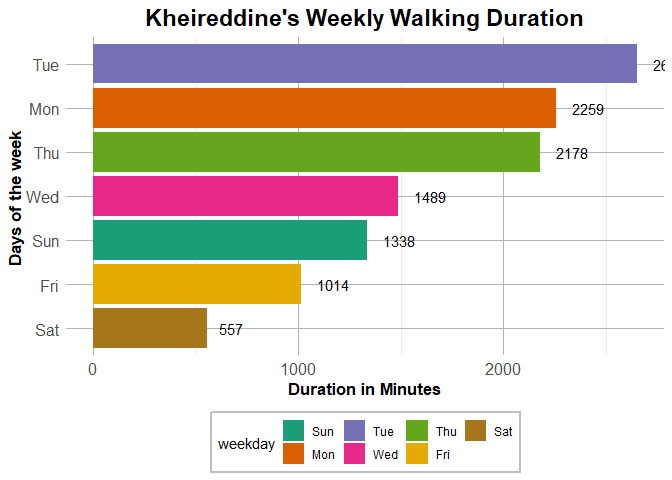 Kheireddine's Weekly Walking Duration
Days of the week
Tue
Mon 2259
Thu 2178
Wed 1489
Sun 1338
Fri 1014
Sat 557
0 1000 2000
Duration in Minutes
weekday Sun Tue Thu Sat
Mon Wed Fri